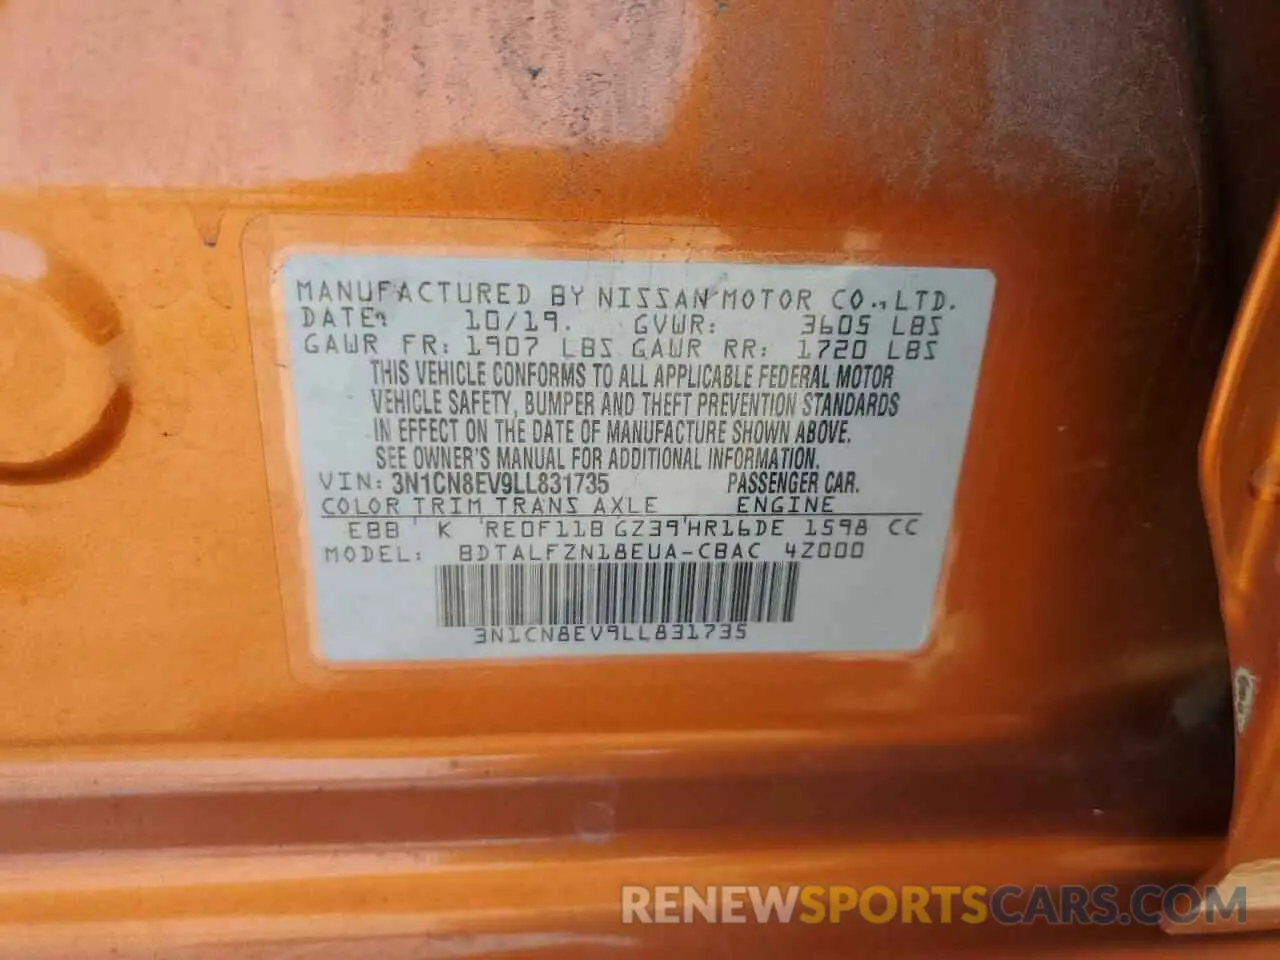 MANUFACTURED BY NISSAN MOTOR CO., LTD.
DATE: 10/19. GVWR: 3605 LBS
GAWR FR: 1907 LBS GAWR RR: 1720 LBS
THIS VEHICLE CONFORMS TO ALL APPLICABLE FEDERAL MOTOR
VEHICLE SAFETY, BUMPER AND THEFT PREVENTION STANDARDS
IN EFFECT ON THE DATE OF MANUFACTURE SHOWN ABOVE.
SEE OWNER'S MANUAL FOR ADDITIONAL INFORMATION.
VIN: 3N1CN8EV9LL831735 PASSENGER CAR.
COLOR TRIM TRANS AXLE ENGINE
EBB K RE0F11B GZ39 HR16DE 1598 CC
MODEL: BDTALFZN18EUA-CBAC 4Z000
3N1CN8EV9LL831735
RENEWSPORTSCARS.COM